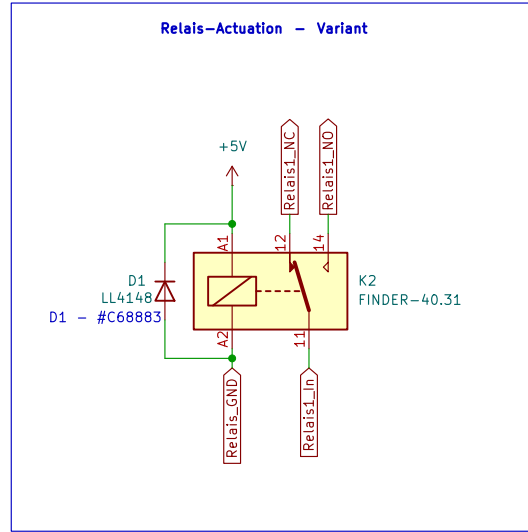 Relais-Actuation - Variant
+5V
Relais1_NC
Relais1_NO
A1
12
14
D1
LL4148
D1 - #C68883
K2
FINDER-40.31
A2
11
Relais_GND
Relais1_In